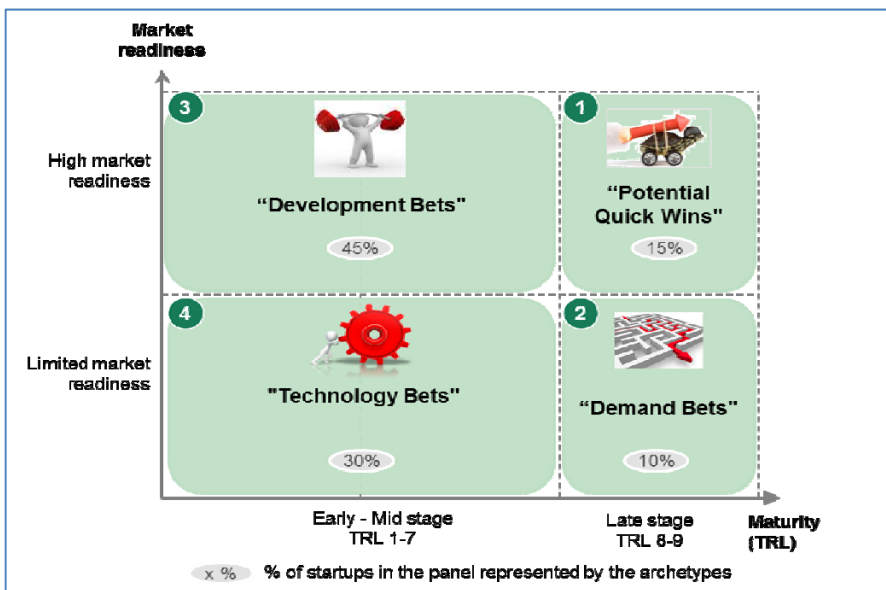 Market
readiness
3
1
High market
readiness
“Development Bets"
“Potential
Quick Wins"
45%
15%
4
2
Limited market
readiness
"Technology Bets"
“Demand Bets"
30%
10%
Early - Mid stage
TRL 1-7
Late stage
TRL 8-9
Maturity
(TRL)
x % % of startups in the panel represented by the archetypes